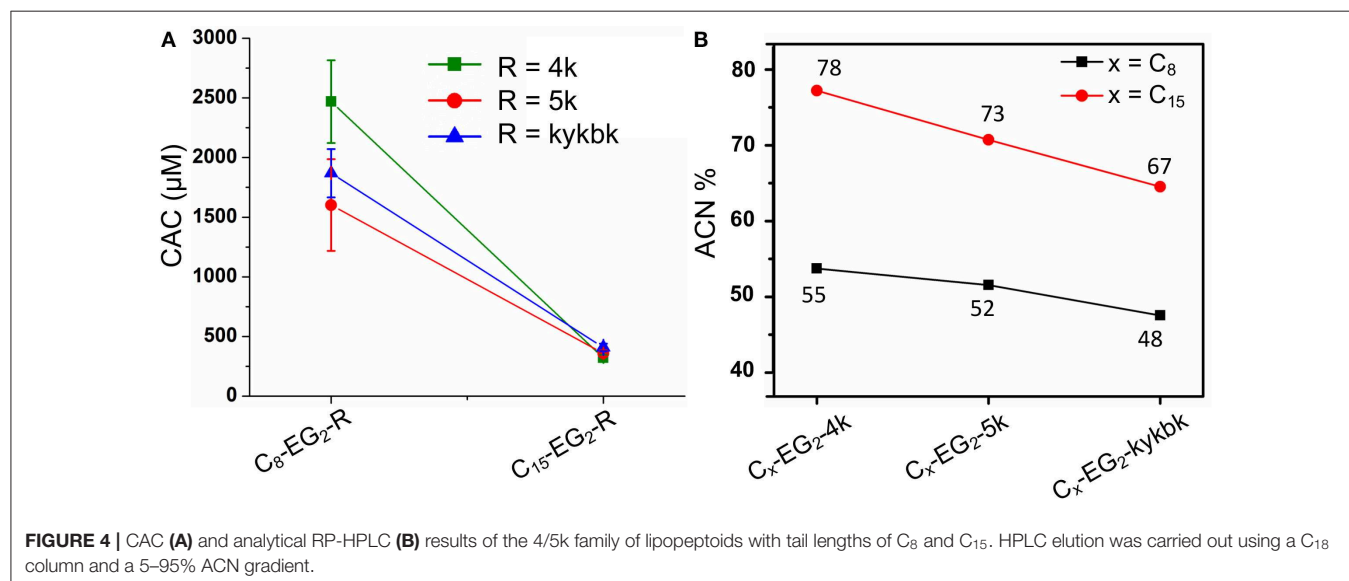 A
3000
2500
2000
1500
1000
500
0
CAC (µM)
R = 4k
R = 5k
R = kykbk
C₈-EG₂-R
C₁₅-EG₂-R
B
80
70
60
50
40
ACN %
x = C₈
x = C₁₅
78
73
67
55
52
48
Cₓ-EG₂-4k
Cₓ-EG₂-5k
Cₓ-EG₂-kykbk
FIGURE 4 | CAC (A) and analytical RP-HPLC (B) results of the 4/5k family of lipopeptoids with tail lengths of C₈ and C₁₅. HPLC elution was carried out using a C₁₈
column and a 5–95% ACN gradient.